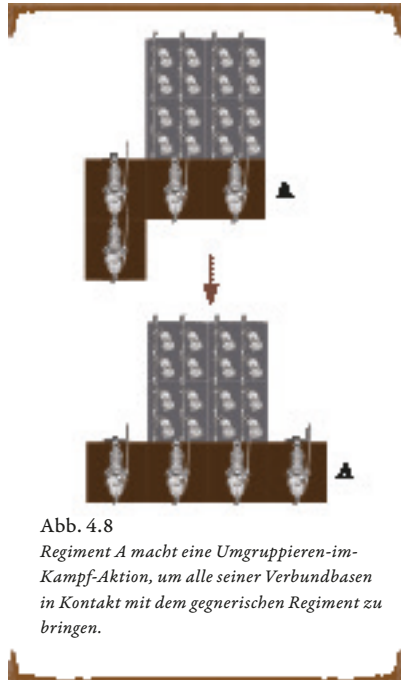 A
A
Abb. 4.8
Regiment A macht eine Umgruppieren-im-
Kampf-Aktion, um alle seiner Verbundbasen
in Kontakt mit dem gegnerischen Regiment zu
bringen.